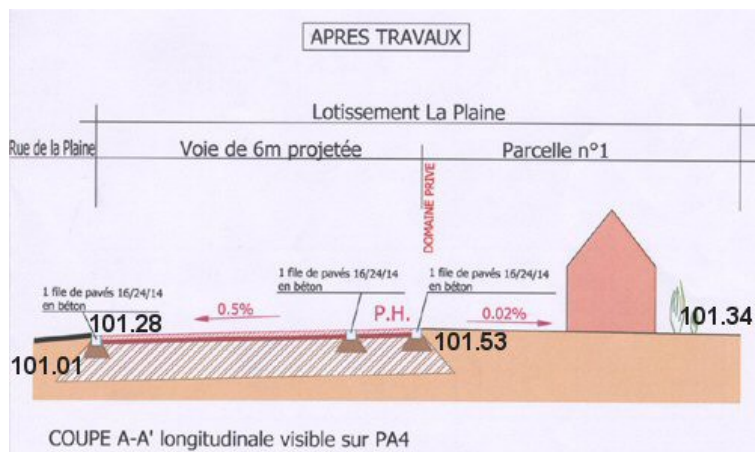 APRES TRAVAUX
Lotissement La Plaine
Rue de la Plaine
Voie de 6m projetée
Parcelle n°1
DOMAINE PRIVE
1 file de pavés 16/24/14
en béton
1 file de pavés 16/24/14
en béton
1 file de pavés 16/24/14
en béton
0.5%
P.H.
0.02%
101.28
101.34
101.01
101.53
COUPE A-A' longitudinale visible sur PA4